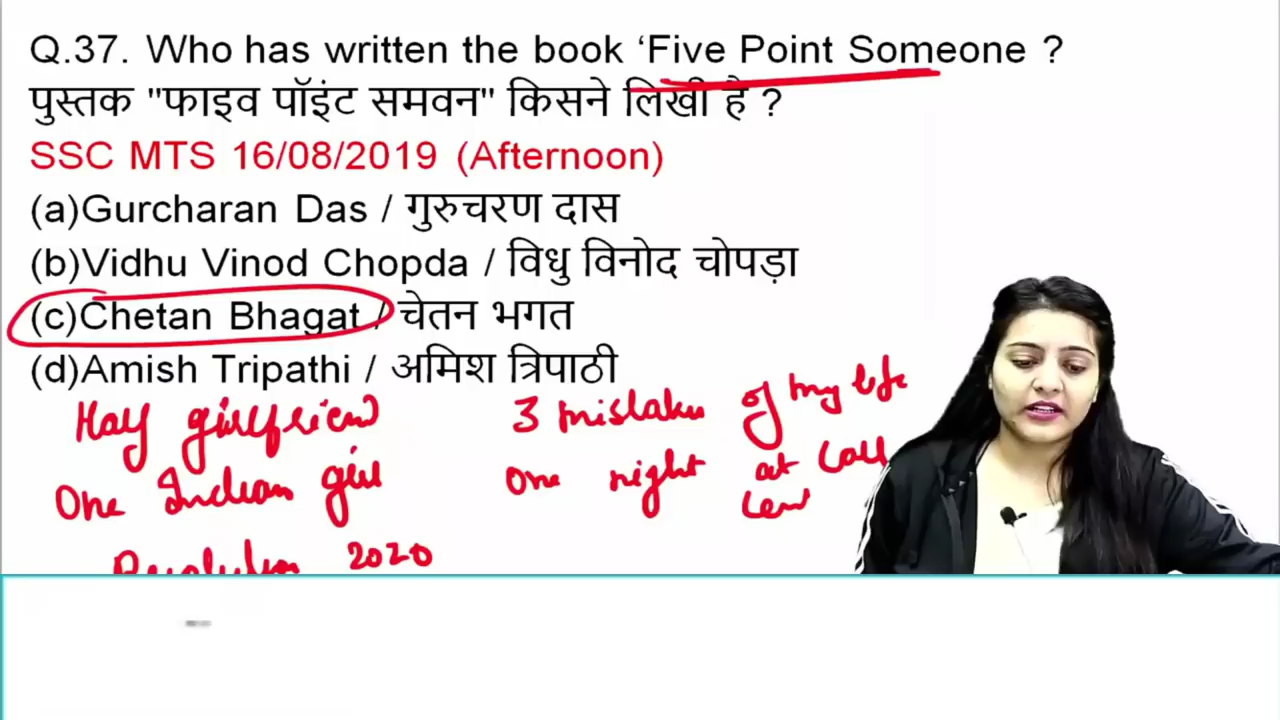 Q.37. Who has written the book ‘Five Point Someone ?
पुस्तक "फाइव पॉइंट समवन" किसने लिखी है ?
SSC MTS 16/08/2019 (Afternoon)
(a)Gurcharan Das / गुरुचरण दास
(b)Vidhu Vinod Chopda / विधु विनोद चोपड़ा
(c)Chetan Bhagat / चेतन भगत
(d)Amish Tripathi / अमिश त्रिपाठी
Half girlfriend 3 mistakes of my life
One Indian girl One night at Call
Revolution 2020